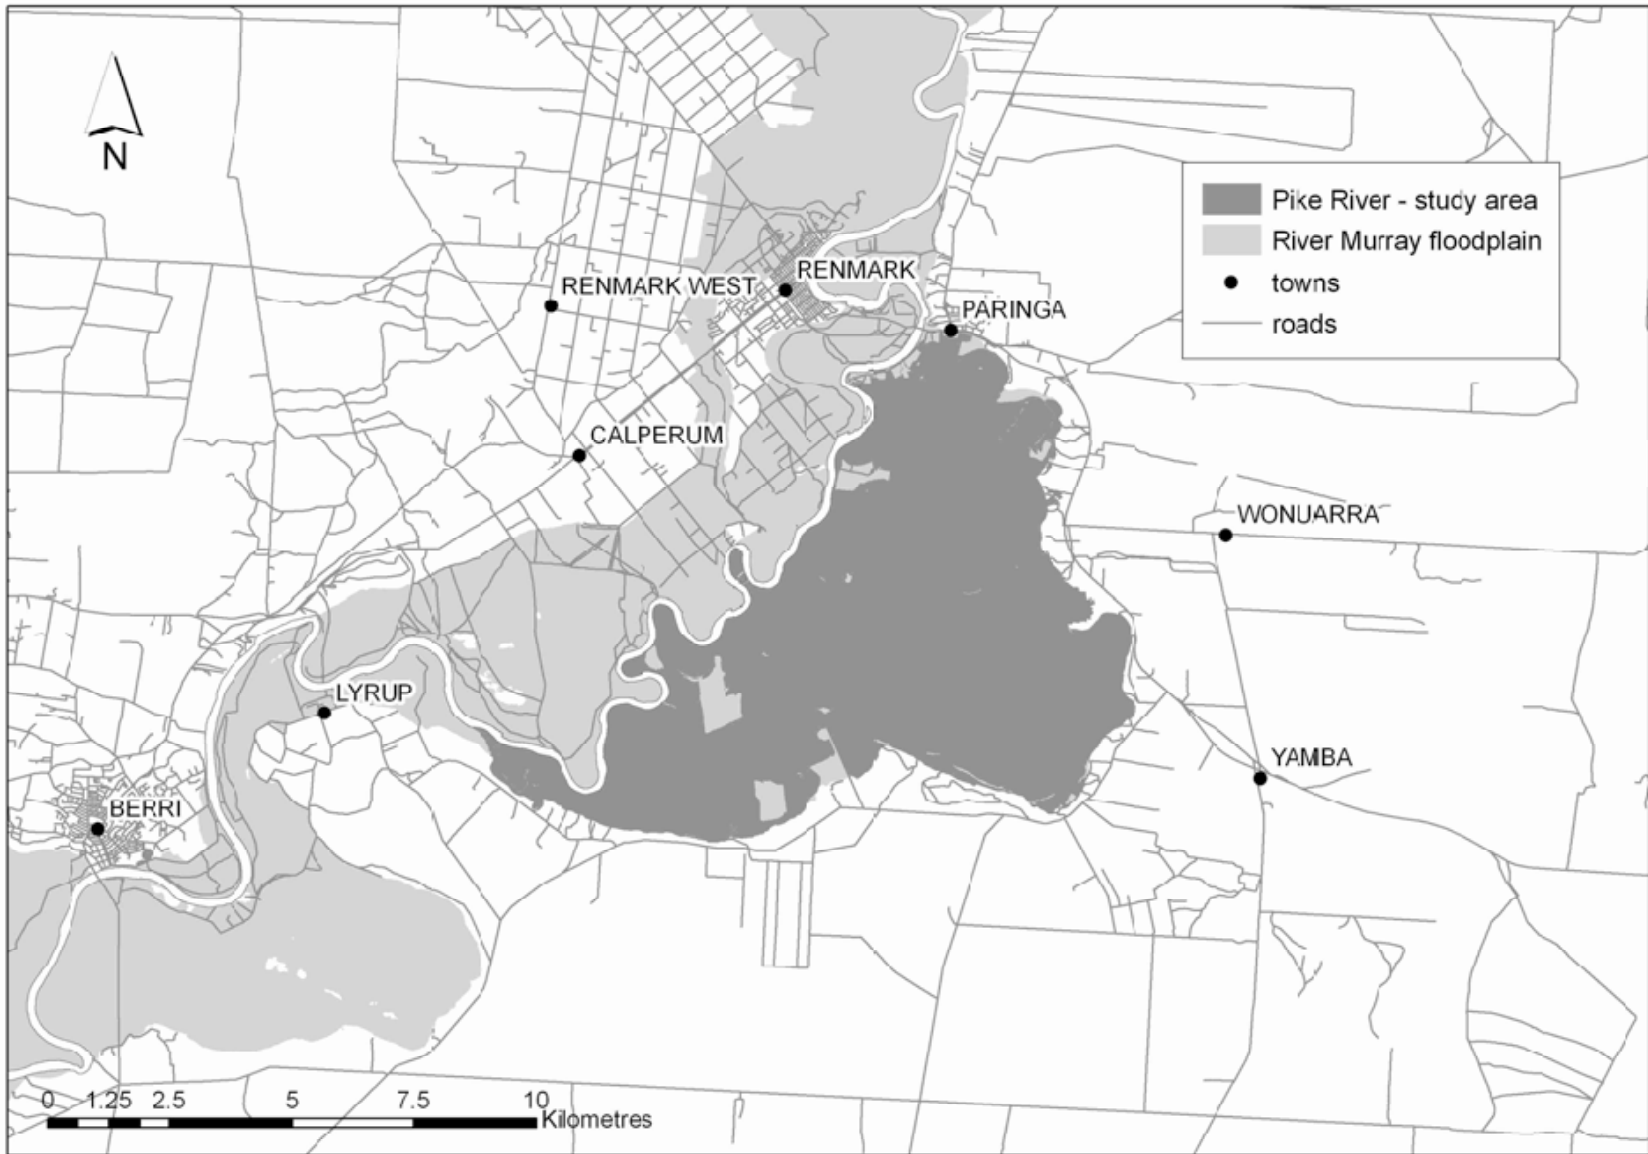 N
Pike River - study area
River Murray floodplain
towns
roads
RENMARK
RENMARK WEST
PARINGA
CALPERUM
WONUARRA
LYRUP
YAMBA
BERRI
0 1.25 2.5 5 7.5 10
Kilometres